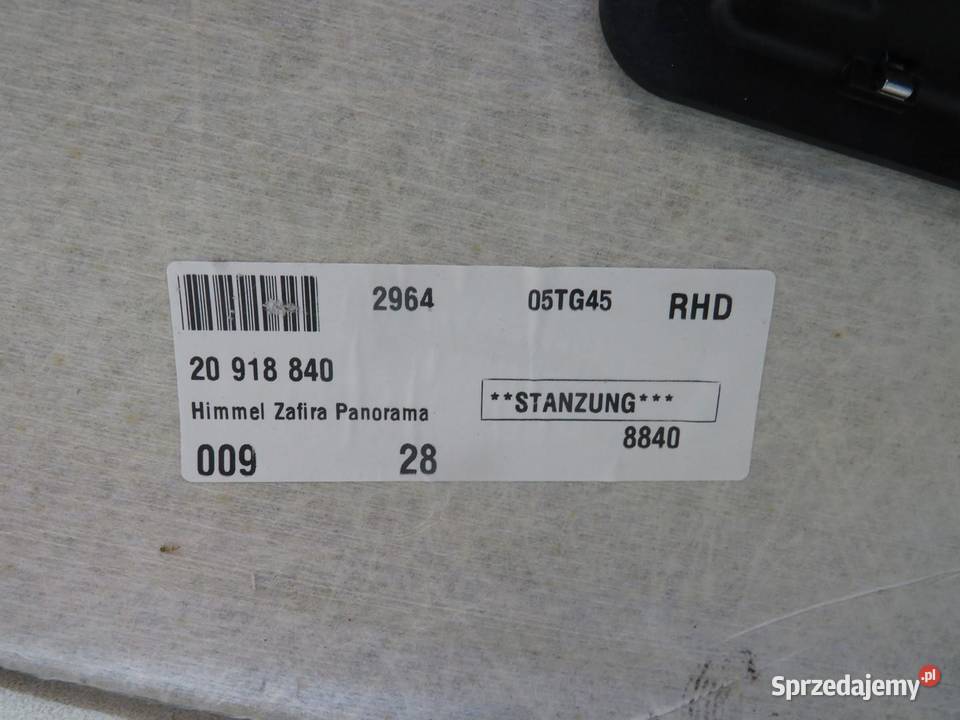 2964 05TG45 RHD
20 918 840
Himmel Zafira Panorama **STANZUNG***
8840
009 28
Sprzedajemy.pl